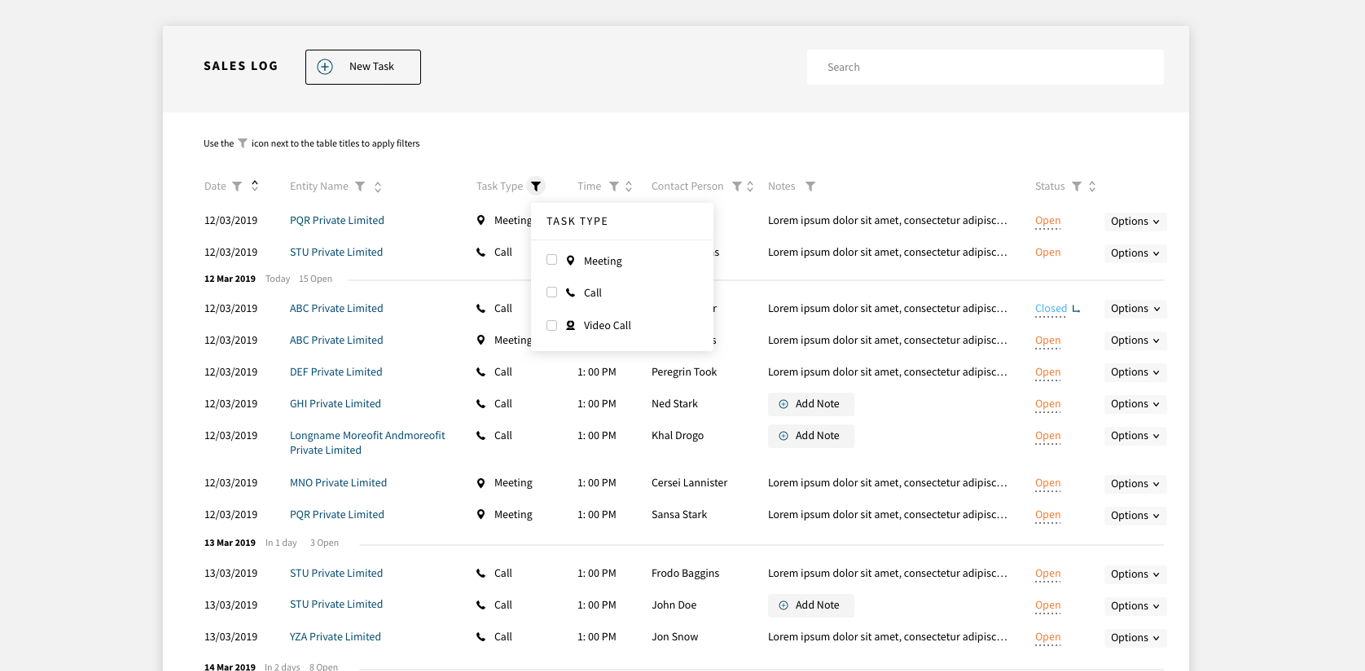 SALES LOG
New Task
Search
Use the icon next to the table titles to apply filters
Date Entity Name Task Type Time Contact Person Notes Status
12/03/2019 PQR Private Limited Meeting Lorem ipsum dolor sit amet, consectetur adipisc… Open Options
TASK TYPE
12/03/2019 STU Private Limited Call Lorem ipsum dolor sit amet, consectetur adipisc… Open Options
Meeting
12 Mar 2019 Today 15 Open
Call
12/03/2019 ABC Private Limited Call Lorem ipsum dolor sit amet, consectetur adipisc… Closed Options
Video Call
12/03/2019 ABC Private Limited Meeting Lorem ipsum dolor sit amet, consectetur adipisc… Open Options
12/03/2019 DEF Private Limited Call 1: 00 PM Peregrin Took Lorem ipsum dolor sit amet, consectetur adipisc… Open Options
12/03/2019 GHI Private Limited Call 1: 00 PM Ned Stark Add Note Open Options
12/03/2019 Longname Moreofit Andmoreofit Call 1: 00 PM Khal Drogo Add Note Open Options
Private Limited
12/03/2019 MNO Private Limited Meeting 1: 00 PM Cersei Lannister Lorem ipsum dolor sit amet, consectetur adipisc… Open Options
12/03/2019 PQR Private Limited Meeting 1: 00 PM Sansa Stark Lorem ipsum dolor sit amet, consectetur adipisc… Open Options
13 Mar 2019 In 1 day 3 Open
13/03/2019 STU Private Limited Call 1: 00 PM Frodo Baggins Lorem ipsum dolor sit amet, consectetur adipisc… Open Options
13/03/2019 STU Private Limited Call 1: 00 PM John Doe Add Note Open Options
13/03/2019 YZA Private Limited Call 1: 00 PM Jon Snow Lorem ipsum dolor sit amet, consectetur adipisc… Open Options
14 Mar 2019 In 2 days 8 Open